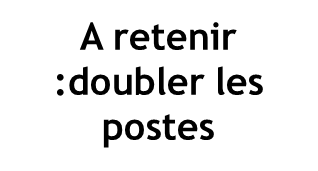 A retenir
:doubler les
postes